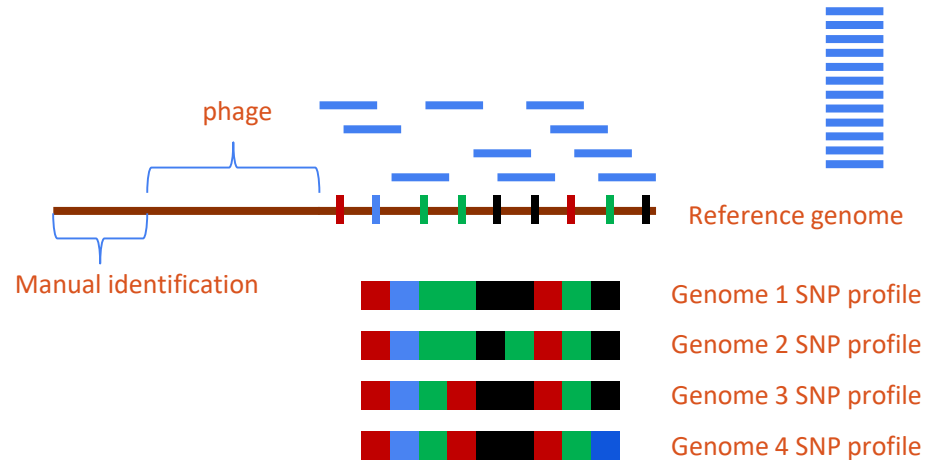 phage
Reference genome
Manual identification
Genome 1 SNP profile
Genome 2 SNP profile
Genome 3 SNP profile
Genome 4 SNP profile